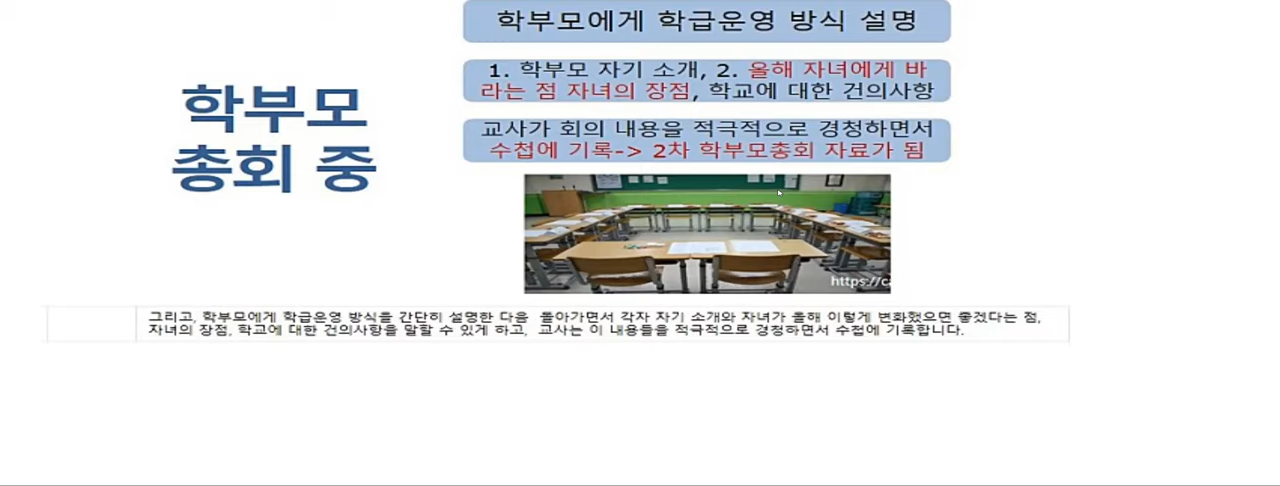 학부모
총회 중
학부모에게 학급운영 방식 설명
1. 학부모 자기 소개, 2. 올해 자녀에게 바
라는 점 자녀의 장점, 학교에 대한 건의사항
교사가 회의 내용을 적극적으로 경청하면서
수첩에 기록-> 2차 학부모총회 자료가 됨
https://ca
그리고, 학부모에게 학급운영 방식을 간단히 설명한 다음 돌아가면서 각자 자기 소개와 자녀가 올해 이렇게 변화했으면 좋겠다는 점,
자녀의 장점, 학교에 대한 건의사항을 말할 수 있게 하고, 교사는 이 내용들을 적극적으로 경청하면서 수첩에 기록합니다.